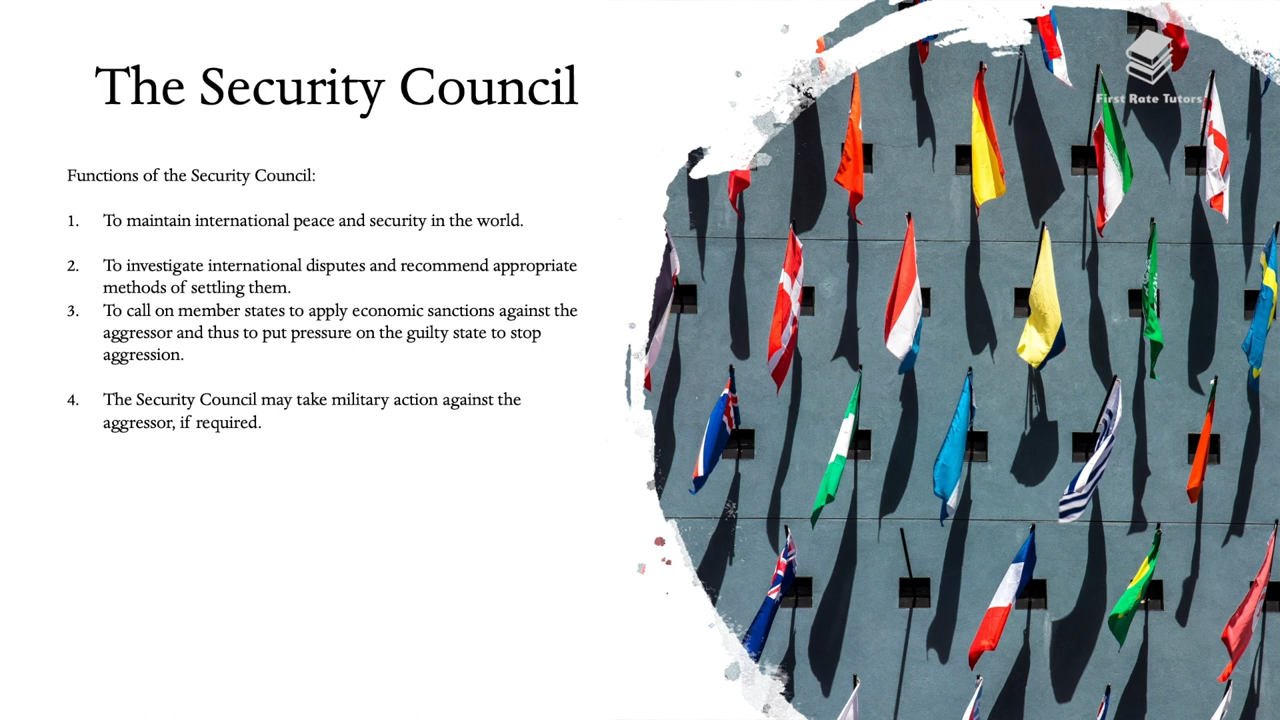 The Security Council
First Rate Tutors
Functions of the Security Council:
1. To maintain international peace and security in the world.
2. To investigate international disputes and recommend appropriate
methods of settling them.
3. To call on member states to apply economic sanctions against the
aggressor and thus to put pressure on the guilty state to stop
aggression.
4. The Security Council may take military action against the
aggressor, if required.